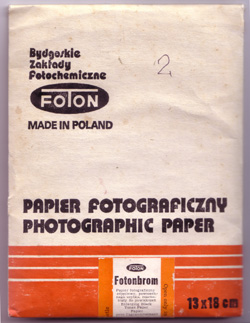 Bydgoskie
Zakłady
Fotochemiczne
2
FOTON
MADE IN POLAND
PAPIER FOTOGRAFICZNY
PHOTOGRAPHIC PAPER
FOTON
Fotonbrom
13x18 cm